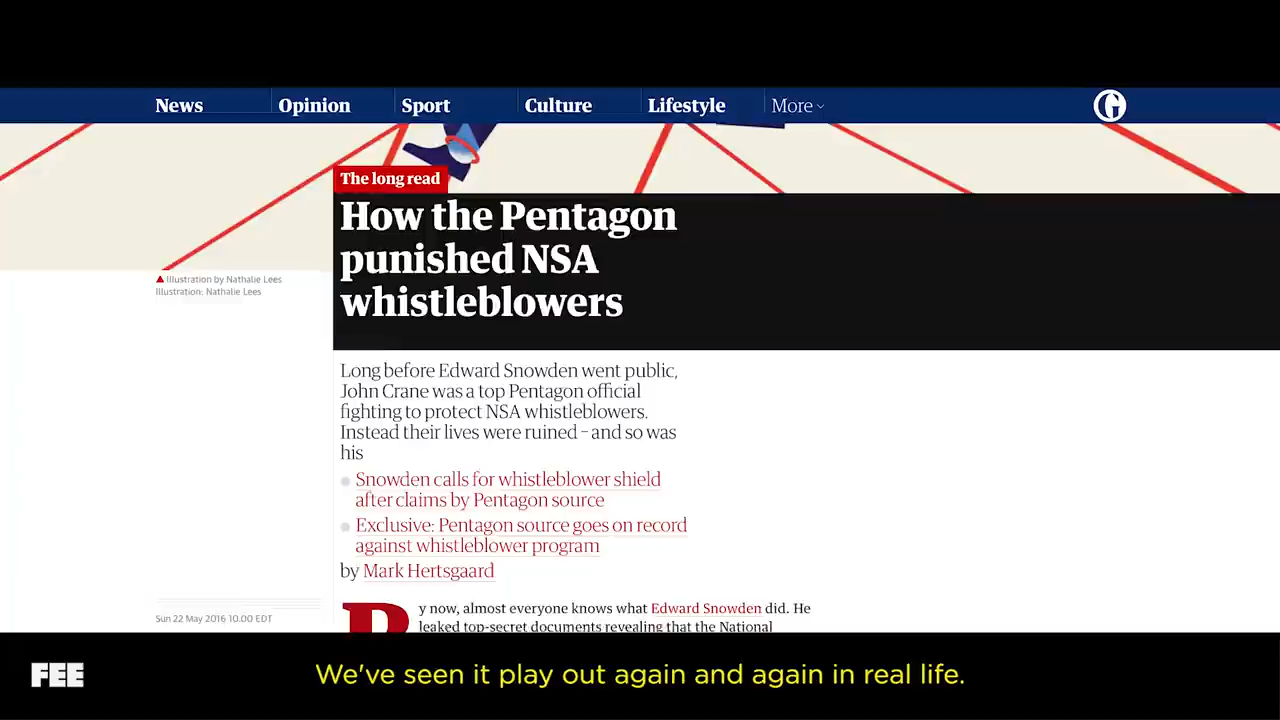 News Opinion Sport Culture Lifestyle More
The long read
How the Pentagon
punished NSA
whistleblowers
Illustration by Nathalie Lees
Illustration: Nathalie Lees
Long before Edward Snowden went public,
John Crane was a top Pentagon official
fighting to protect NSA whistleblowers.
Instead their lives were ruined – and so was
his
Snowden calls for whistleblower shield
after claims by Pentagon source
Exclusive: Pentagon source goes on record
against whistleblower program
by Mark Hertsgaard
Sun 22 May 2016 10.00 EDT
By now, almost everyone knows what Edward Snowden did. He
leaked top-secret documents revealing that the National
FEE
We've seen it play out again and again in real life.